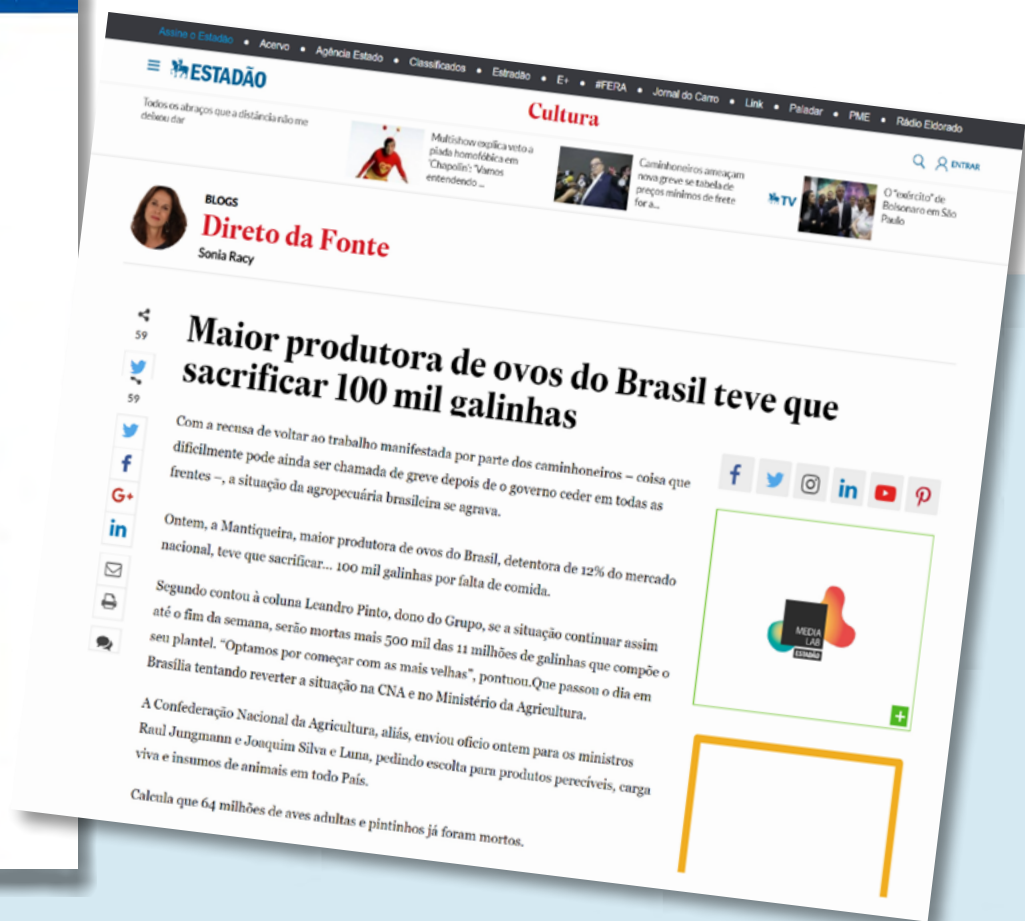 Assine o Estadão • Acervo • Agência Estado • Classificados • Estradão • E+ • #FERA • Jornal do Carro • Link • Paladar • PME • Rádio Eldorado
ESTADÃO
Cultura
ENTRAR
Todos os abraços que a distância não me
deixou dar
Multishow explica veto a
piada homofóbica em
'Chapolin': 'Vamos
entendendo ...
Caminhoneiros ameaçam
nova greve se tabela de
preços mínimos de frete
for a...
TV
O "exército" de
Bolsonaro em São
Paulo
BLOGS
Direto da Fonte
Sonia Racy
59
59
Maior produtora de ovos do Brasil teve que
sacrificar 100 mil galinhas
Com a recusa de voltar ao trabalho manifestada por parte dos caminhoneiros – coisa que
dificilmente pode ainda ser chamada de greve depois de o governo ceder em todas as
frentes –, a situação da agropecuária brasileira se agrava.
Ontem, a Mantiqueira, maior produtora de ovos do Brasil, detentora de 12% do mercado
nacional, teve que sacrificar... 100 mil galinhas por falta de comida.
Segundo contou à coluna Leandro Pinto, dono do Grupo, se a situação continuar assim
até o fim da semana, serão mortas mais 500 mil das 11 milhões de galinhas que compõe o
seu plantel. “Optamos por começar com as mais velhas”, pontuou.Que passou o dia em
Brasília tentando reverter a situação na CNA e no Ministério da Agricultura.
A Confederação Nacional da Agricultura, aliás, enviou oficio ontem para os ministros
Raul Jungmann e Joaquim Silva e Luna, pedindo escolta para produtos perecíveis, carga
viva e insumos de animais em todo País.
Calcula que 64 milhões de aves adultas e pintinhos já foram mortos.
f
G+
in
f
in
MEDIA
LAB
ESTADÃO